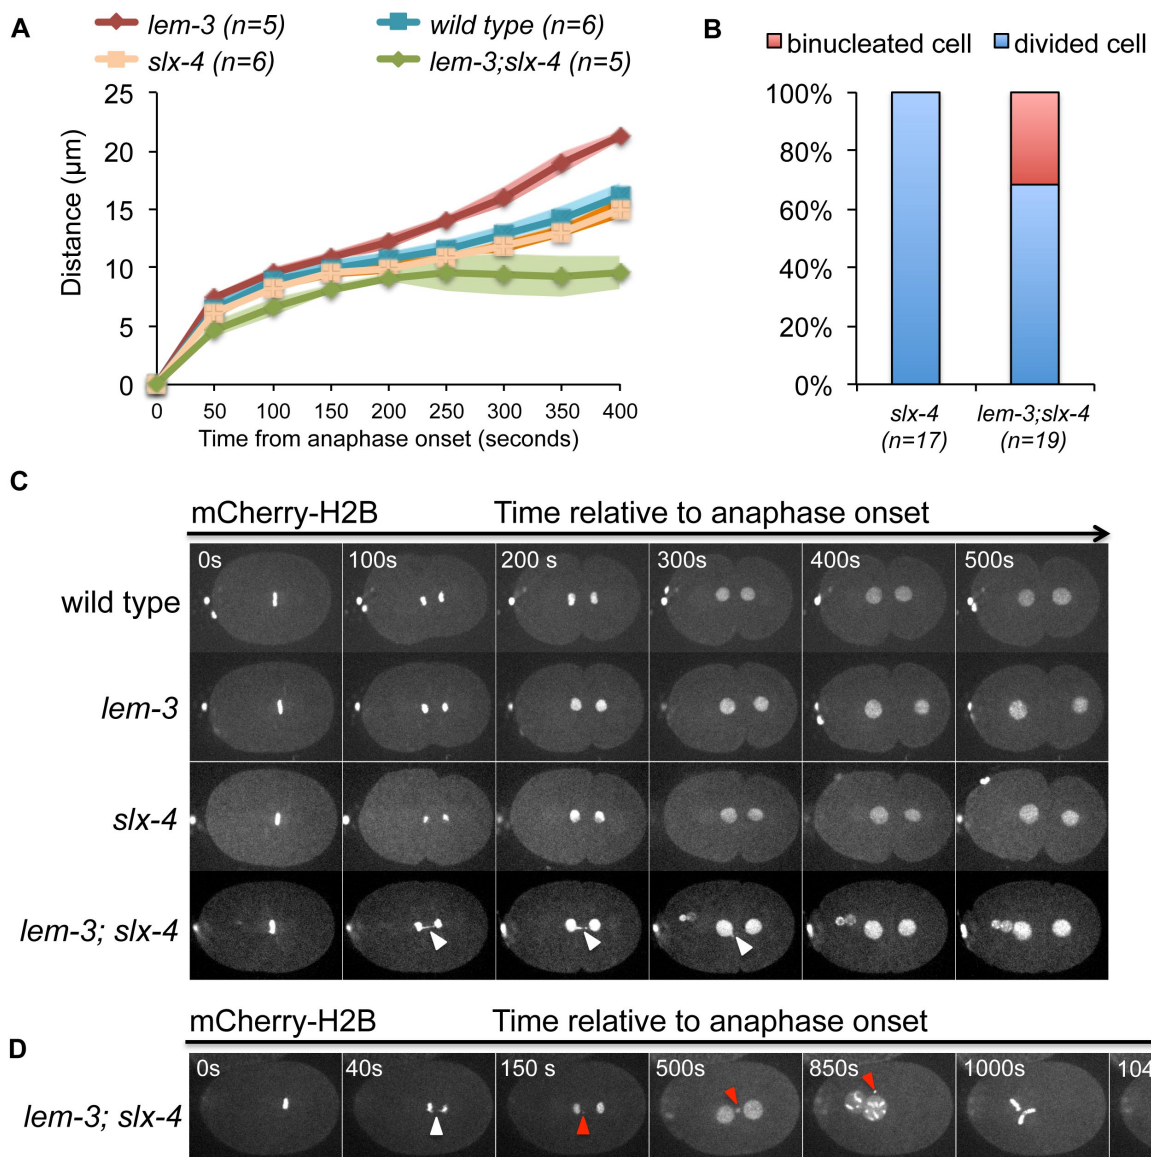 A
lem-3 (n=5)
wild type (n=6)
slx-4 (n=6)
lem-3;slx-4 (n=5)
25
20
15
10
5
0
Distance (µm)
0 50 100 150 200 250 300 350 400
Time from anaphase onset (seconds)
B
binucleated cell divided cell
100%
80%
60%
40%
20%
0%
slx-4 lem-3;slx-4
(n=17) (n=19)
C
mCherry-H2B Time relative to anaphase onset
0s 100s 200 s 300s 400s 500s
wild type
lem-3
slx-4
lem-3; slx-4
D
mCherry-H2B Time relative to anaphase onset
0s 40s 150 s 500s 850s 1000s 104
lem-3; slx-4